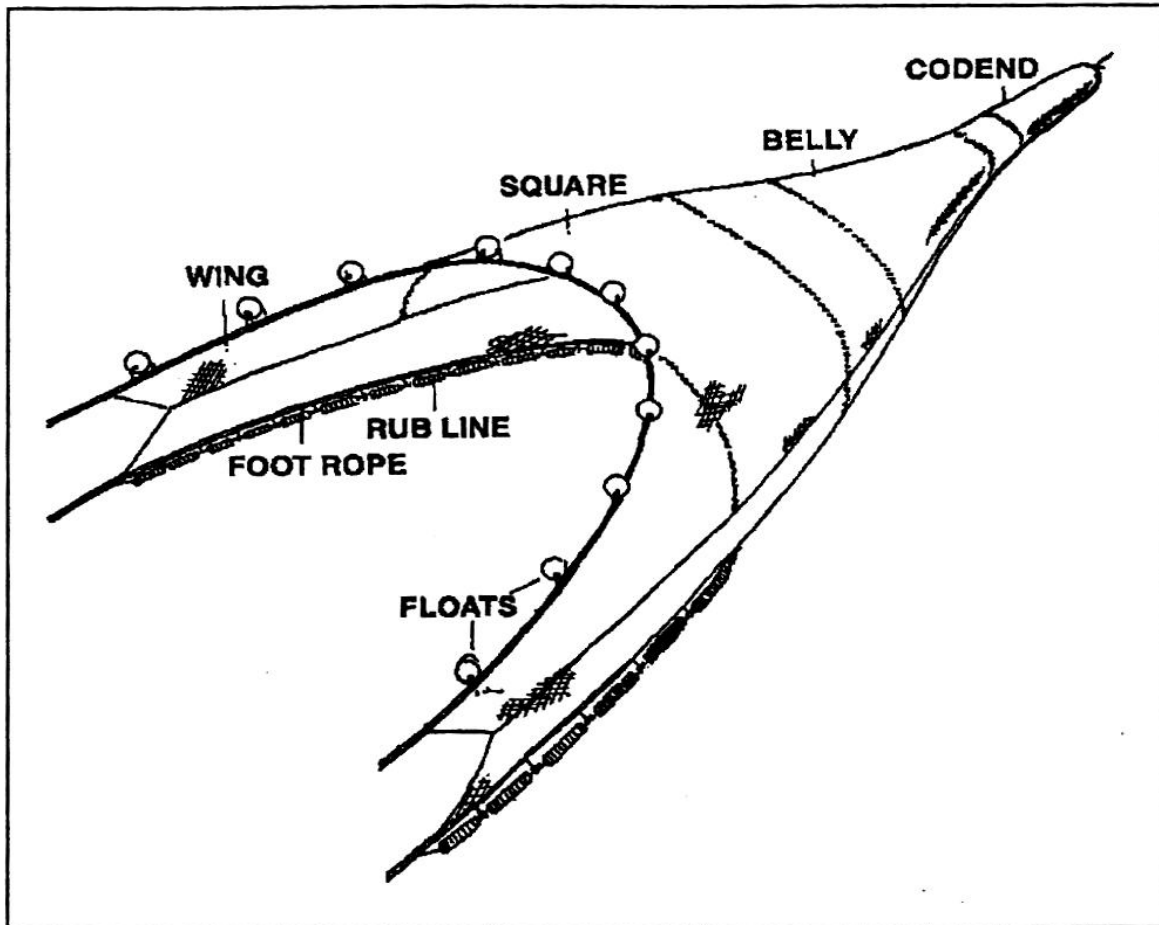 CODEND
BELLY
SQUARE
WING
RUB LINE
FOOT ROPE
FLOATS